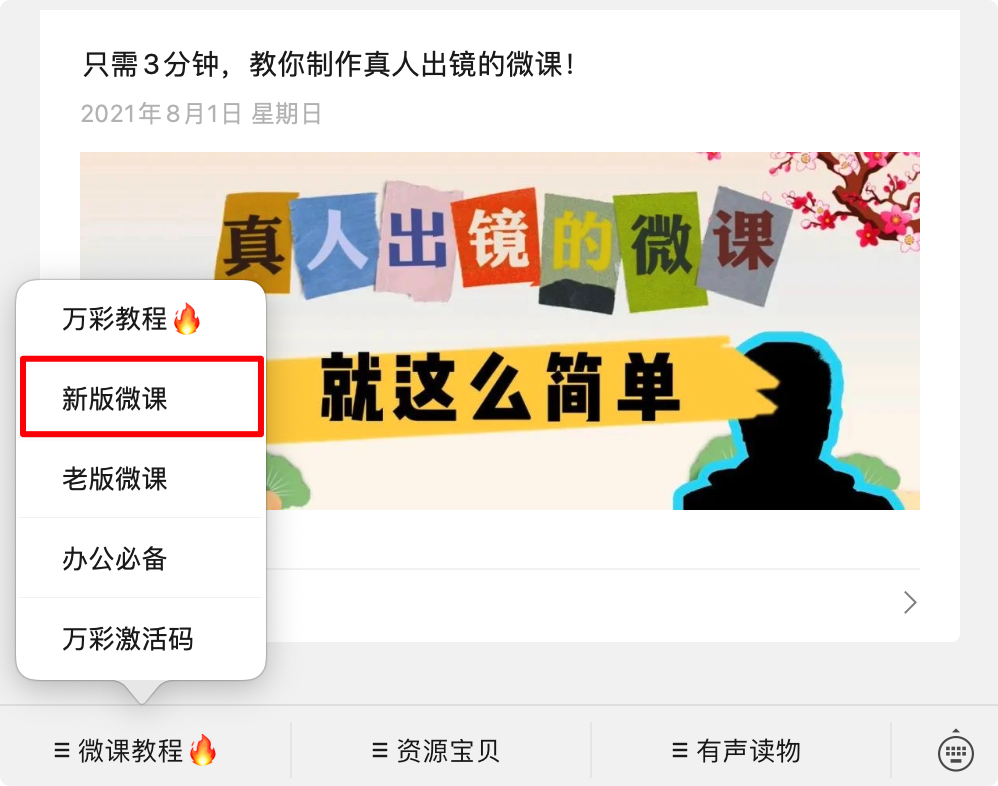 只需3分钟，教你制作真人出镜的微课！
2021年8月1日 星期日
真人出镜的微课
就这么简单
万彩教程🔥
新版微课
老版微课
办公必备
万彩激活码
☰ 微课教程🔥
☰ 资源宝贝
☰ 有声读物